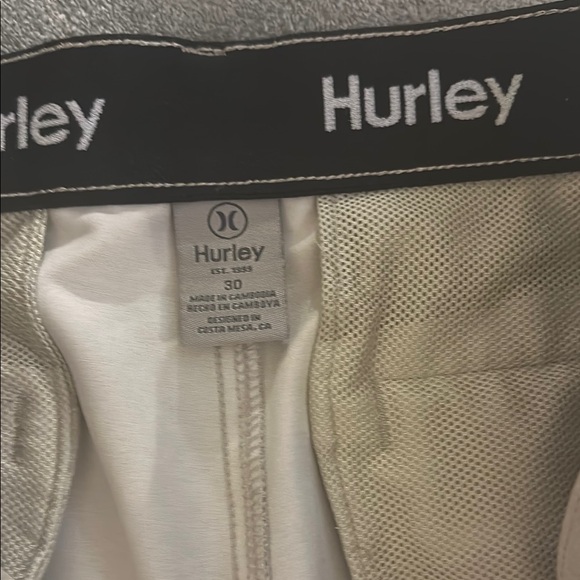 rley Hurley
Hurley
EST. 1999
30
MADE IN CAMBODIA
HECHO EN CAMBOYA
DESIGNED IN
COSTA MESA, CA